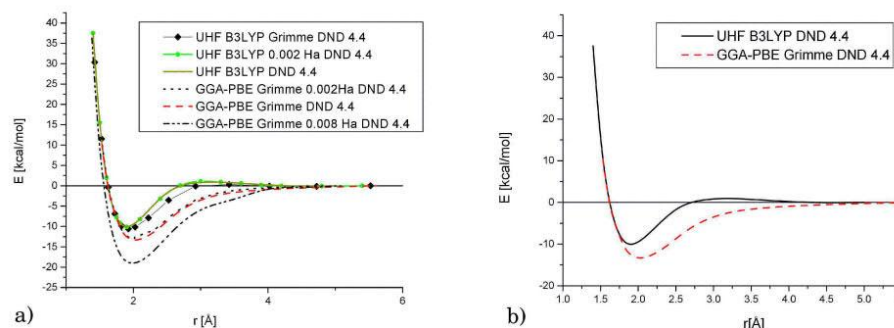 40
35
30
25
20
15
10
5
0
-5
-10
-15
-20
-25
E [kcal/mol]
2
4
6
r [Å]
UHF B3LYP Grimme DND 4.4
UHF B3LYP 0.002 Ha DND 4.4
UHF B3LYP DND 4.4
GGA-PBE Grimme 0.002Ha DND 4.4
GGA-PBE Grimme DND 4.4
GGA-PBE Grimme 0.008 Ha DND 4.4
a)
40
30
20
10
0
-10
-20
E [kcal/mol]
1.0 1.5 2.0 2.5 3.0 3.5 4.0 4.5 5.0
r[Å]
UHF B3LYP DND 4.4
GGA-PBE Grimme DND 4.4
b)